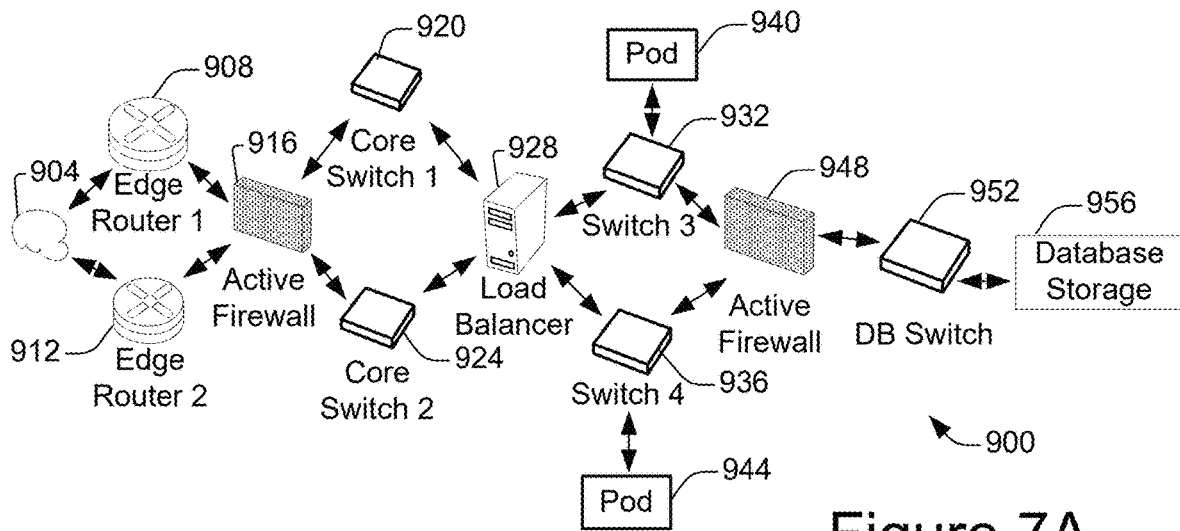 920
940
Pod
908
932
916
Core
Switch 1
928
948
904
952
956
Edge
Router 1
Switch 3
Database
Storage
Active
Firewall
Load
Balancer
Active
Firewall
DB Switch
912
Edge
Router 2
924
Core
Switch 2
936
Switch 4
900
944
Pod
Figure 7A